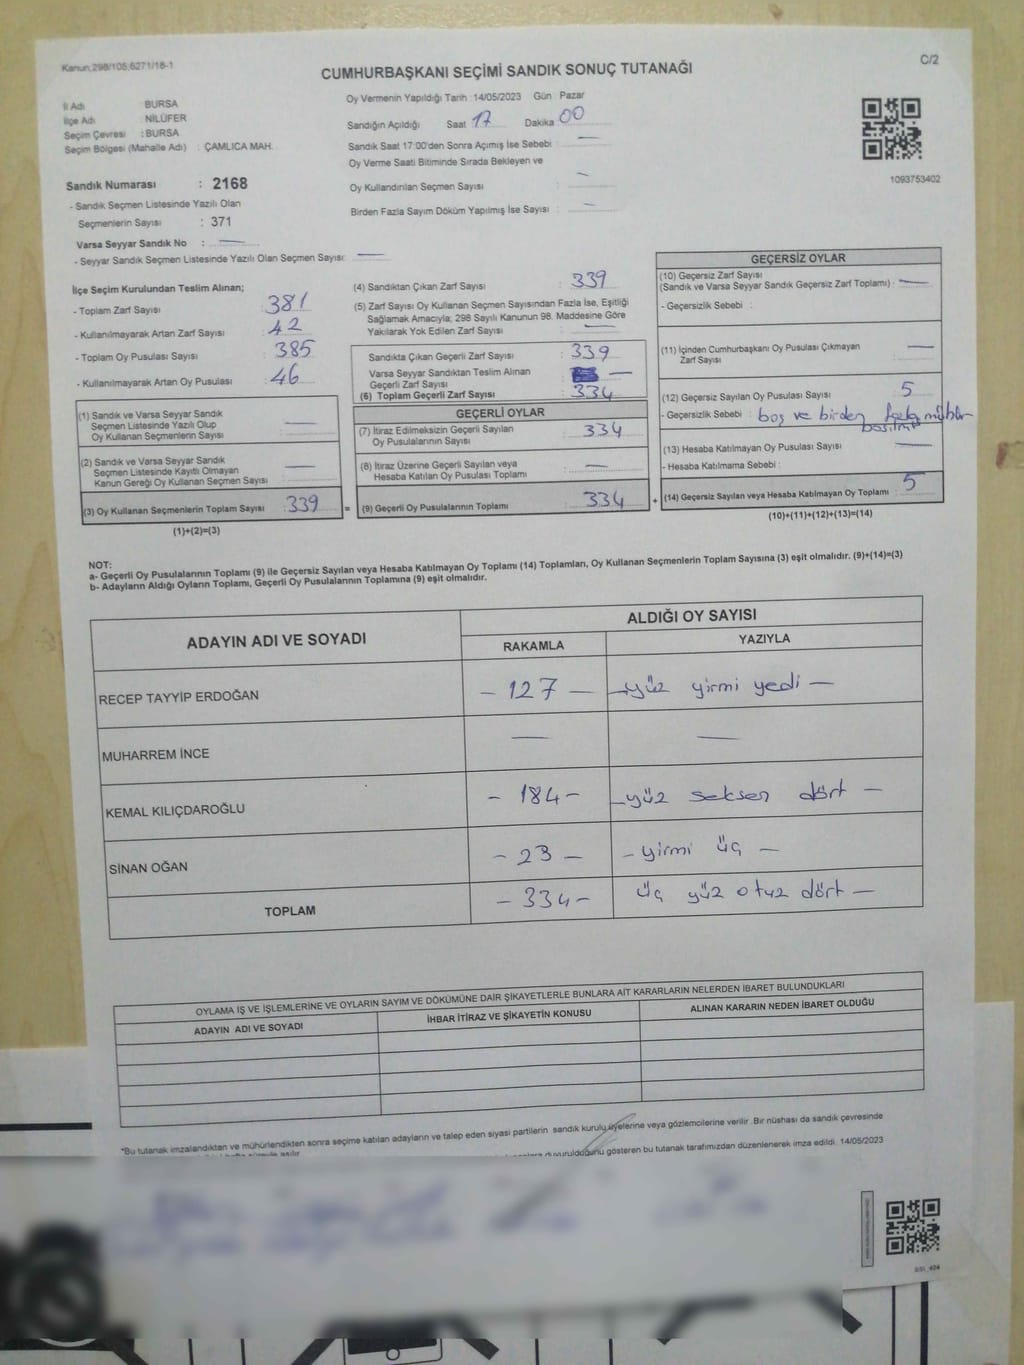 Kanun;298/105;6271/18-1
C/2
CUMHURBAŞKANI SEÇİMİ SANDIK SONUÇ TUTANAĞI
İl Adı BURSA
İlçe Adı NİLÜFER
Seçim Çevresi : BURSA
Seçim Bölgesi (Mahalle Adı) : ÇAMLICA MAH.
Oy Vermenin Yapıldığı Tarih :14/05/2023 Gün : Pazar
Sandığın Açıldığı Saat 17 Dakika 00
Sandık Saat 17:00'den Sonra Açımış İse Sebebi : —
Oy Verme Saati Bitiminde Sırada Bekleyen ve
Oy Kullandırılan Seçmen Sayısı : —
Birden Fazla Sayım Döküm Yapılmış İse Sayısı : —
1093753402
Sandık Numarası : 2168
- Sandık Seçmen Listesinde Yazılı Olan
Seçmenlerin Sayısı : 371
Varsa Seyyar Sandık No : —
- Seyyar Sandık Seçmen Listesinde Yazılı Olan Seçmen Sayısı: —
İlçe Seçim Kurulundan Teslim Alınan;
- Toplam Zarf Sayısı : 381
- Kullanılmayarak Artan Zarf Sayısı : 42
- Toplam Oy Pusulası Sayısı : 385
- Kullanılmayarak Artan Oy Pusulası : 46
(1) Sandık ve Varsa Seyyar Sandık
Seçmen Listesinde Yazılı Olup
Oy Kullanan Seçmenlerin Sayısı : —
(2) Sandık ve Varsa Seyyar Sandık
Seçmen Listesinde Kayıtlı Olmayan
Kanun Gereği Oy Kullanan Seçmen Sayısı : —
(3) Oy Kullanan Seçmenlerin Toplam Sayısı : 339
(1)+(2)=(3)
(4) Sandıktan Çıkan Zarf Sayısı : 339
(5) Zarf Sayısı Oy Kullanan Seçmen Sayısından Fazla İse, Eşitliği
Sağlamak Amacıyla; 298 Sayılı Kanunun 98. Maddesine Göre
Yakılarak Yok Edilen Zarf Sayısı : —
Sandıkta Çıkan Geçerli Zarf Sayısı : 339
Varsa Seyyar Sandıktan Teslim Alınan
Geçerli Zarf Sayısı —
(6) Toplam Geçerli Zarf Sayısı : 334
GEÇERLİ OYLAR
(7) İtiraz Edilmeksizin Geçerli Sayılan
Oy Pusulalarının Sayısı : 334
(8) İtiraz Üzerine Geçerli Sayılan veya
Hesaba Katılan Oy Pusulası Toplamı : —
= (9) Geçerli Oy Pusulalarının Toplamı : 334
GEÇERSİZ OYLAR
(10) Geçersiz Zarf Sayısı
(Sandık ve Varsa Seyyar Sandık Geçersiz Zarf Toplamı) : —
- Geçersizlik Sebebi :
(11) İçinden Cumhurbaşkanı Oy Pusulası Çıkmayan
Zarf Sayısı : —
(12) Geçersiz Sayılan Oy Pusulası Sayısı : 5
- Geçersizlik Sebebi : boş ve birden fazla mühür
(13) Hesaba Katılmayan Oy Pusulası Sayısı : —
- Hesaba Katılmama Sebebi :
+ (14) Geçersiz Sayılan veya Hesaba Katılmayan Oy Toplamı : 5
(10)+(11)+(12)+(13)=(14)
NOT:
a- Geçerli Oy Pusulalarının Toplamı (9) ile Geçersiz Sayılan veya Hesaba Katılmayan Oy Toplamı (14) Toplamları, Oy Kullanan Seçmenlerin Toplam Sayısına (3) eşit olmalıdır. (9)+(14)=(3)
b- Adayların Aldığı Oyların Toplamı, Geçerli Oy Pusulalarının Toplamına (9) eşit olmalıdır.
ADAYIN ADI VE SOYADI
ALDIĞI OY SAYISI
RAKAMLA YAZIYLA
RECEP TAYYİP ERDOĞAN - 127 - - yüz yirmi yedi -
MUHARREM İNCE — —
KEMAL KILIÇDAROĞLU - 184 - - yüz seksen dört -
SİNAN OĞAN - 23 - - yirmi üç -
TOPLAM - 334 - üç yüz otuz dört -
OYLAMA İŞ VE İŞLEMLERİNE VE OYLARIN SAYIM VE DÖKÜMÜNE DAİR ŞİKAYETLERLE BUNLARA AİT KARARLARIN NELERDEN İBARET BULUNDUKLARI
ADAYIN ADI VE SOYADI
İHBAR İTİRAZ VE ŞİKAYETİN KONUSU
ALINAN KARARIN NEDEN İBARET OLDUĞU
*Bu tutanak imzalandıktan ve mühürlendikten sonra seçime katılan adayların ve talep eden siyasi partilerin sandık kurulu üyelerine veya gözlemcilerine verilir. Bir nüshası da sandık çevresinde
duyurulduğunu gösteren bu tutanak tarafımızdan düzenlenerek imza edildi. 14/05/2023